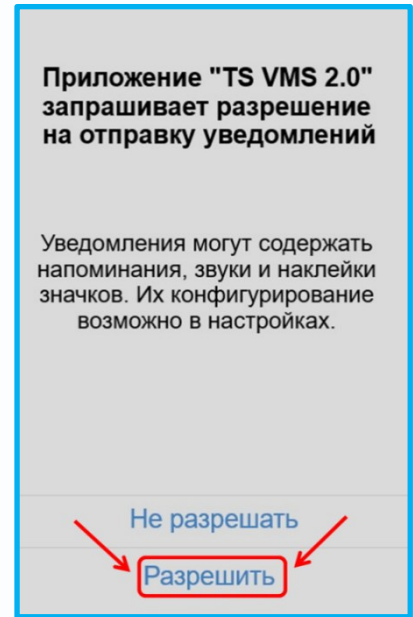 Приложение "TS VMS 2.0"
запрашивает разрешение
на отправку уведомлений
Уведомления могут содержать
напоминания, звуки и наклейки
значков. Их конфигурирование
возможно в настройках.
Не разрешать
Разрешить